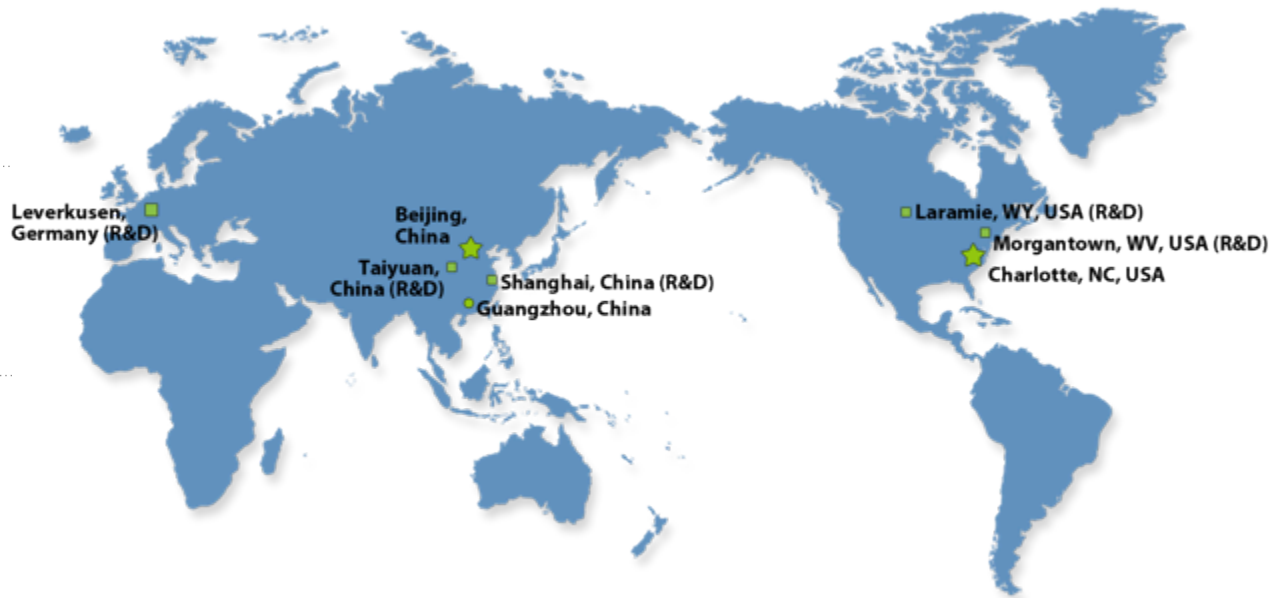 Leverkusen,
Germany (R&D)
Beijing,
China
Taiyuan,
China (R&D)
Shanghai, China (R&D)
Guangzhou, China
Laramie, WY, USA (R&D)
Morgantown, WV, USA (R&D)
Charlotte, NC, USA